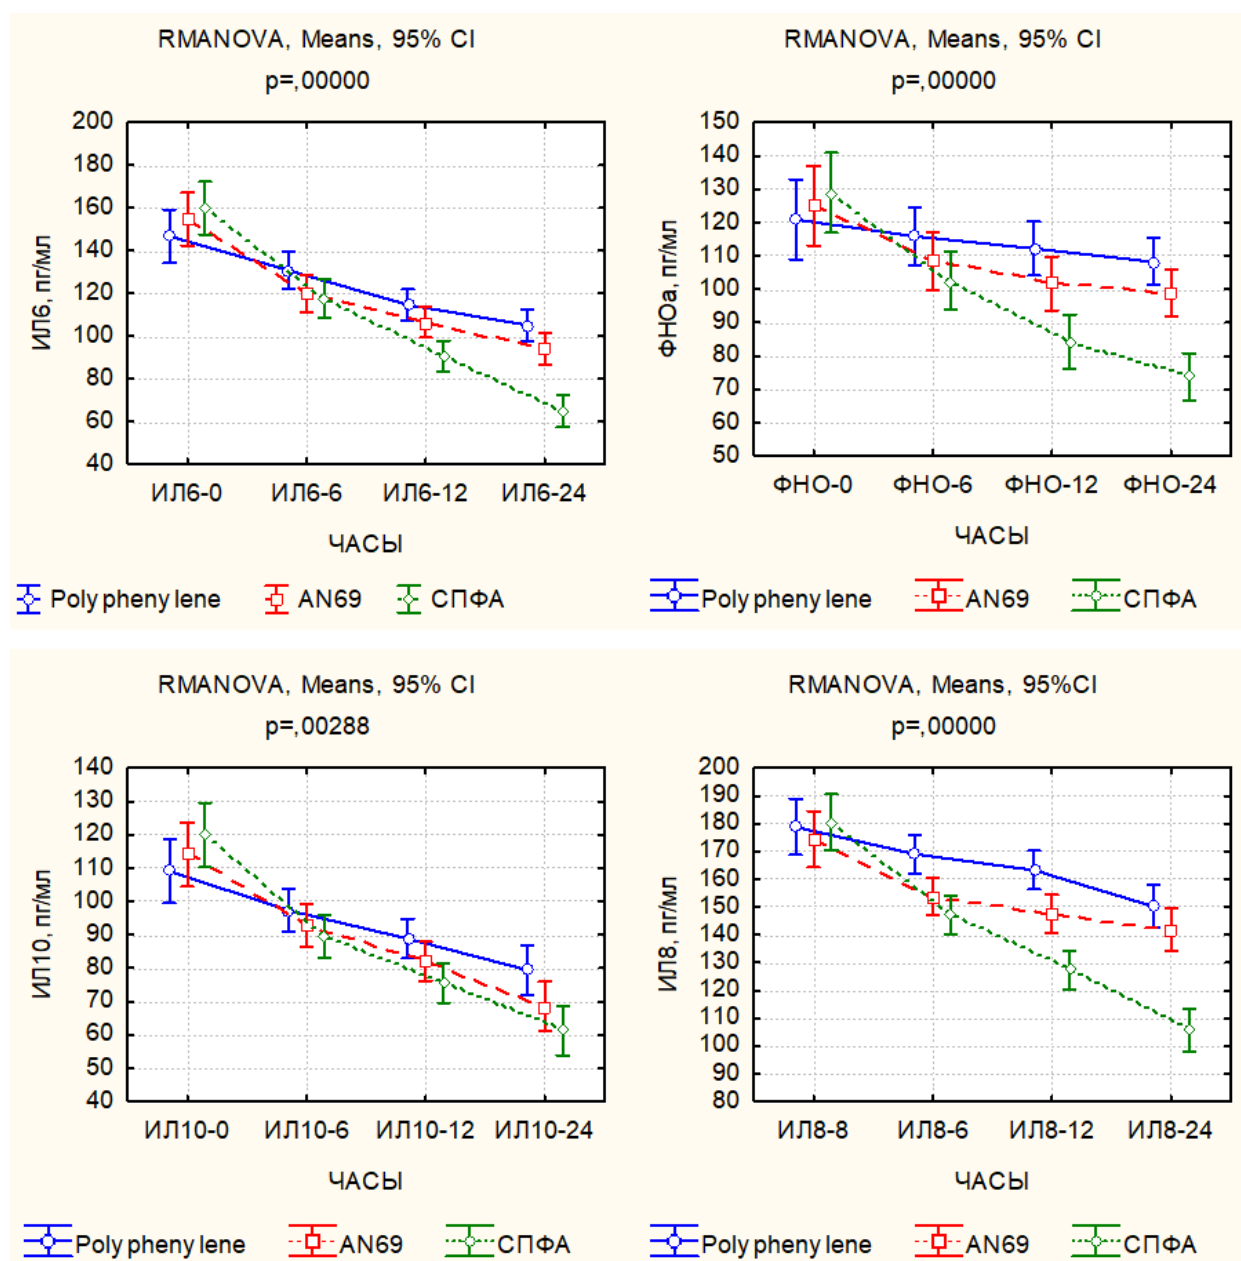 RMANOVA, Means, 95% CI
p=,00000
200
180
160
140
120
100
80
60
40
ИЛ6, пг/мл
ИЛ6-0 ИЛ6-6 ИЛ6-12 ИЛ6-24
ЧАСЫ
Poly pheny lene AN69 СПФА
RMANOVA, Means, 95% CI
p=,00000
150
140
130
120
110
100
90
80
70
60
50
ФНОа, пг/мл
ФНО-0 ФНО-6 ФНО-12 ФНО-24
ЧАСЫ
Poly pheny lene AN69 СПФА
RMANOVA, Means, 95% CI
p=,00288
140
130
120
110
100
90
80
70
60
50
40
ИЛ10, пг/мл
ИЛ10-0 ИЛ10-6 ИЛ10-12 ИЛ10-24
ЧАСЫ
Poly pheny lene AN69 СПФА
RMANOVA, Means, 95%CI
p=,00000
200
190
180
170
160
150
140
130
120
110
100
90
80
ИЛ8, пг/мл
ИЛ8-8 ИЛ8-6 ИЛ8-12 ИЛ8-24
ЧАСЫ
Poly pheny lene AN69 СПФА